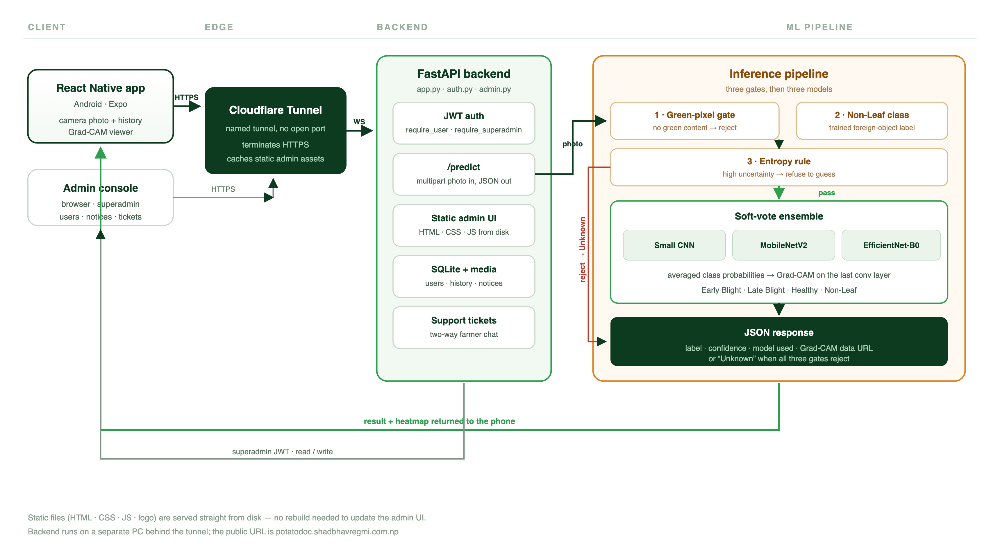 CLIENT
EDGE
BACKEND
ML PIPELINE
React Native app
Android · Expo
camera photo + history
Grad-CAM viewer
HTTPS
Admin console
browser · superadmin
users · notices · tickets
HTTPS
Cloudflare Tunnel
named tunnel, no open port
terminates HTTPS
caches static admin assets
WS
FastAPI backend
app.py · auth.py · admin.py
JWT auth
require_user · require_superadmin
/predict
multipart photo in, JSON out
Static admin UI
HTML · CSS · JS from disk
SQLite + media
users · history · notices
Support tickets
two-way farmer chat
photo
reject → Unknown
Inference pipeline
three gates, then three models
1 · Green-pixel gate
no green content → reject
2 · Non-Leaf class
trained foreign-object label
3 · Entropy rule
high uncertainty → refuse to guess
pass
Soft-vote ensemble
Small CNN
MobileNetV2
EfficientNet-B0
averaged class probabilities → Grad-CAM on the last conv layer
Early Blight · Late Blight · Healthy · Non-Leaf
JSON response
label · confidence · model used · Grad-CAM data URL
or “Unknown” when all three gates reject
result + heatmap returned to the phone
superadmin JWT · read / write
Static files (HTML · CSS · JS · logo) are served straight from disk — no rebuild needed to update the admin UI.
Backend runs on a separate PC behind the tunnel; the public URL is potatodoc.shadbhavregmi.com.np